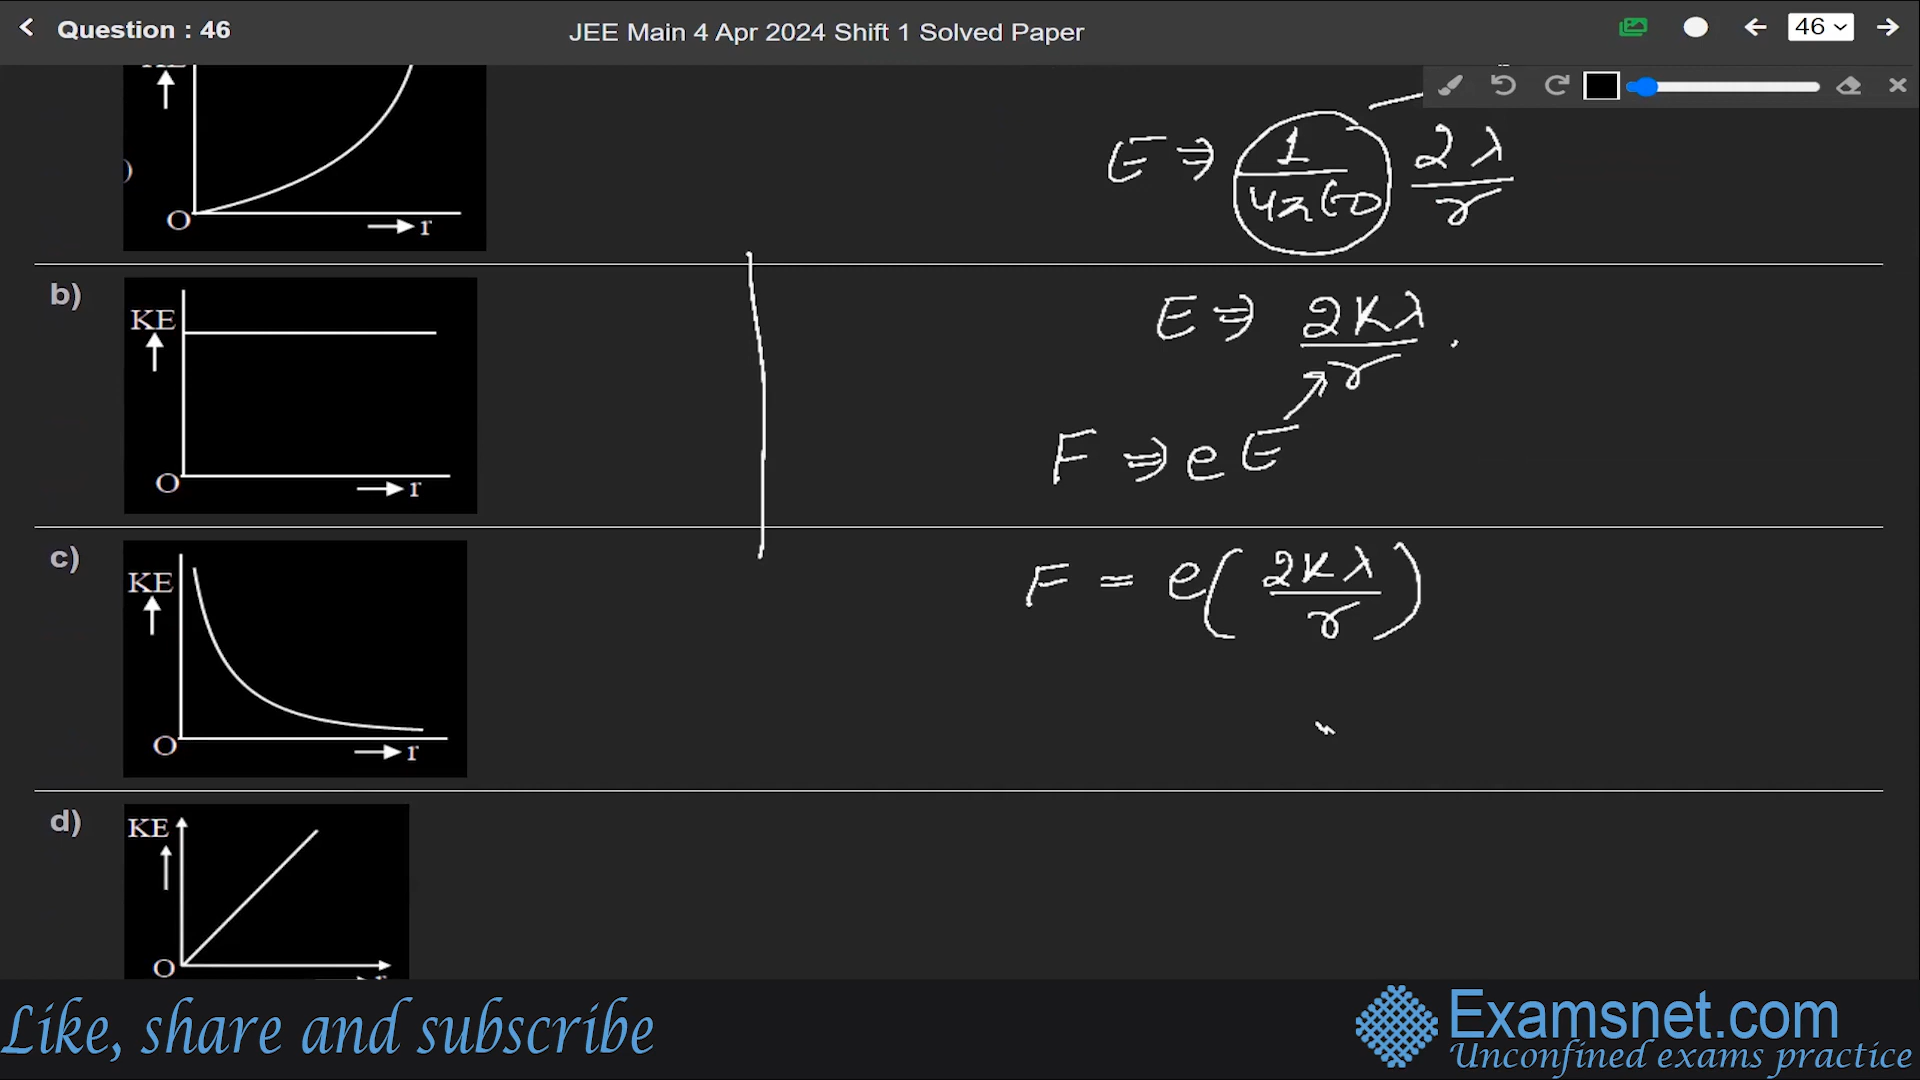 Question : 46
JEE Main 4 Apr 2024 Shift 1 Solved Paper
46
KE
)
O
r
E ⇒ 1/4πε0 2λ/r
b)
KE
O
r
E ⇒ 2Kλ/r .
F ⇒ e E
c)
KE
O
r
F = e(2Kλ/r)
d)
KE
O
Like, share and subscribe
Examsnet.com
Unconfined exams practice